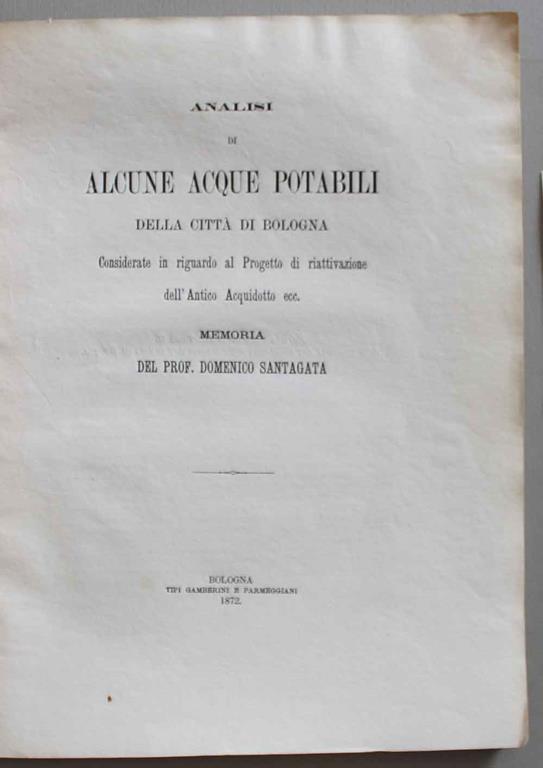 ANALISI
DI
ALCUNE ACQUE POTABILI
DELLA CITTÀ DI BOLOGNA
Considerate in riguardo al Progetto di riattivazione
dell'Antico Acquidotto ecc.
MEMORIA
DEL PROF. DOMENICO SANTAGATA
BOLOGNA
TIPI GAMBERINI E PARMEGGIANI
1872.